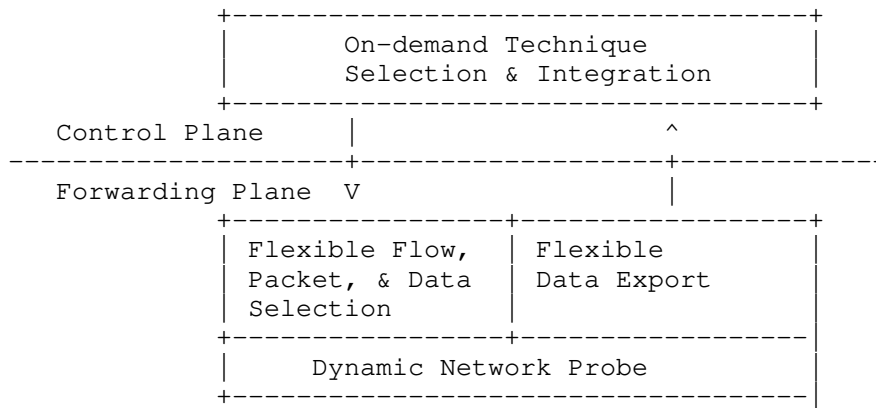 On-demand Technique
Selection & Integration
Control Plane
Forwarding Plane V
Flexible Flow, Flexible
Packet, & Data Data Export
Selection
Dynamic Network Probe